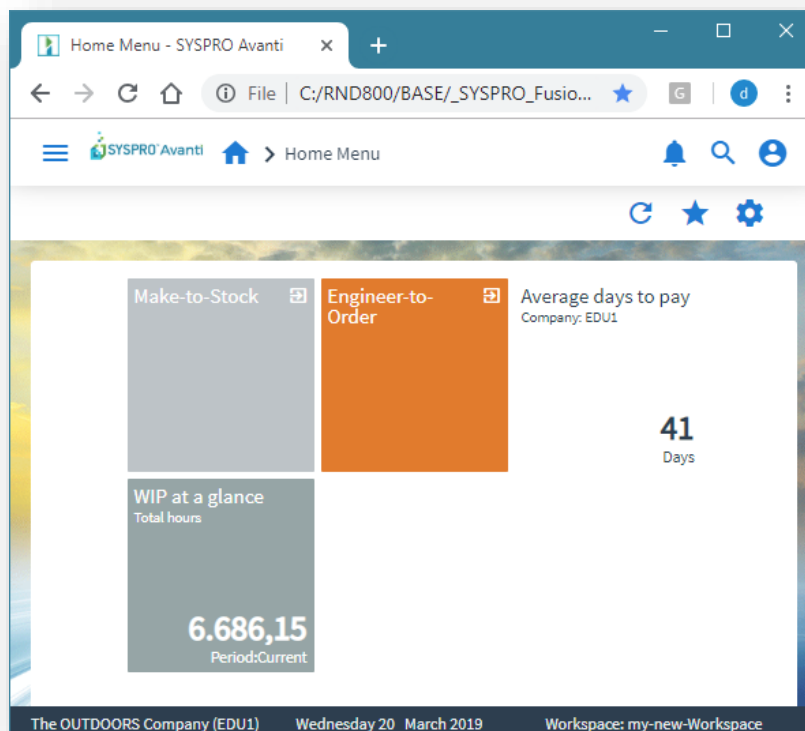 Home Menu - SYSPRO Avanti
File C:/RND800/BASE/_SYSPRO_Fusio... G d
SYSPRO Avanti Home Menu
Make-to-Stock
Engineer-to-
Order
Average days to pay
Company: EDU1
41
Days
WIP at a glance
Total hours
6.686,15
Period:Current
The OUTDOORS Company (EDU1) Wednesday 20 March 2019 Workspace: my-new-Workspace